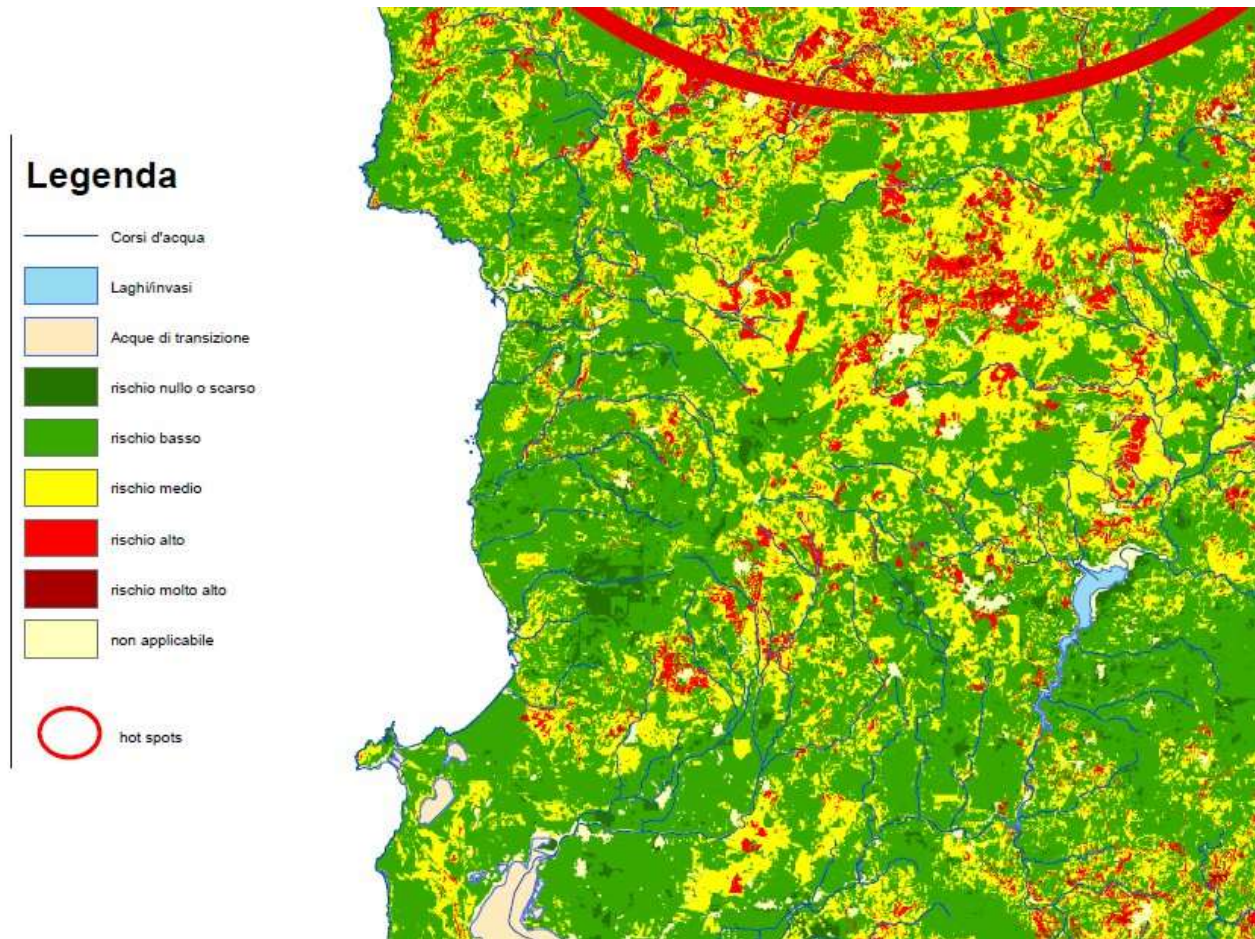 Legenda
Corsi d'acqua
Laghi/invasi
Acque di transizione
rischio nullo o scarso
rischio basso
rischio medio
rischio alto
rischio molto alto
non applicabile
hot spots